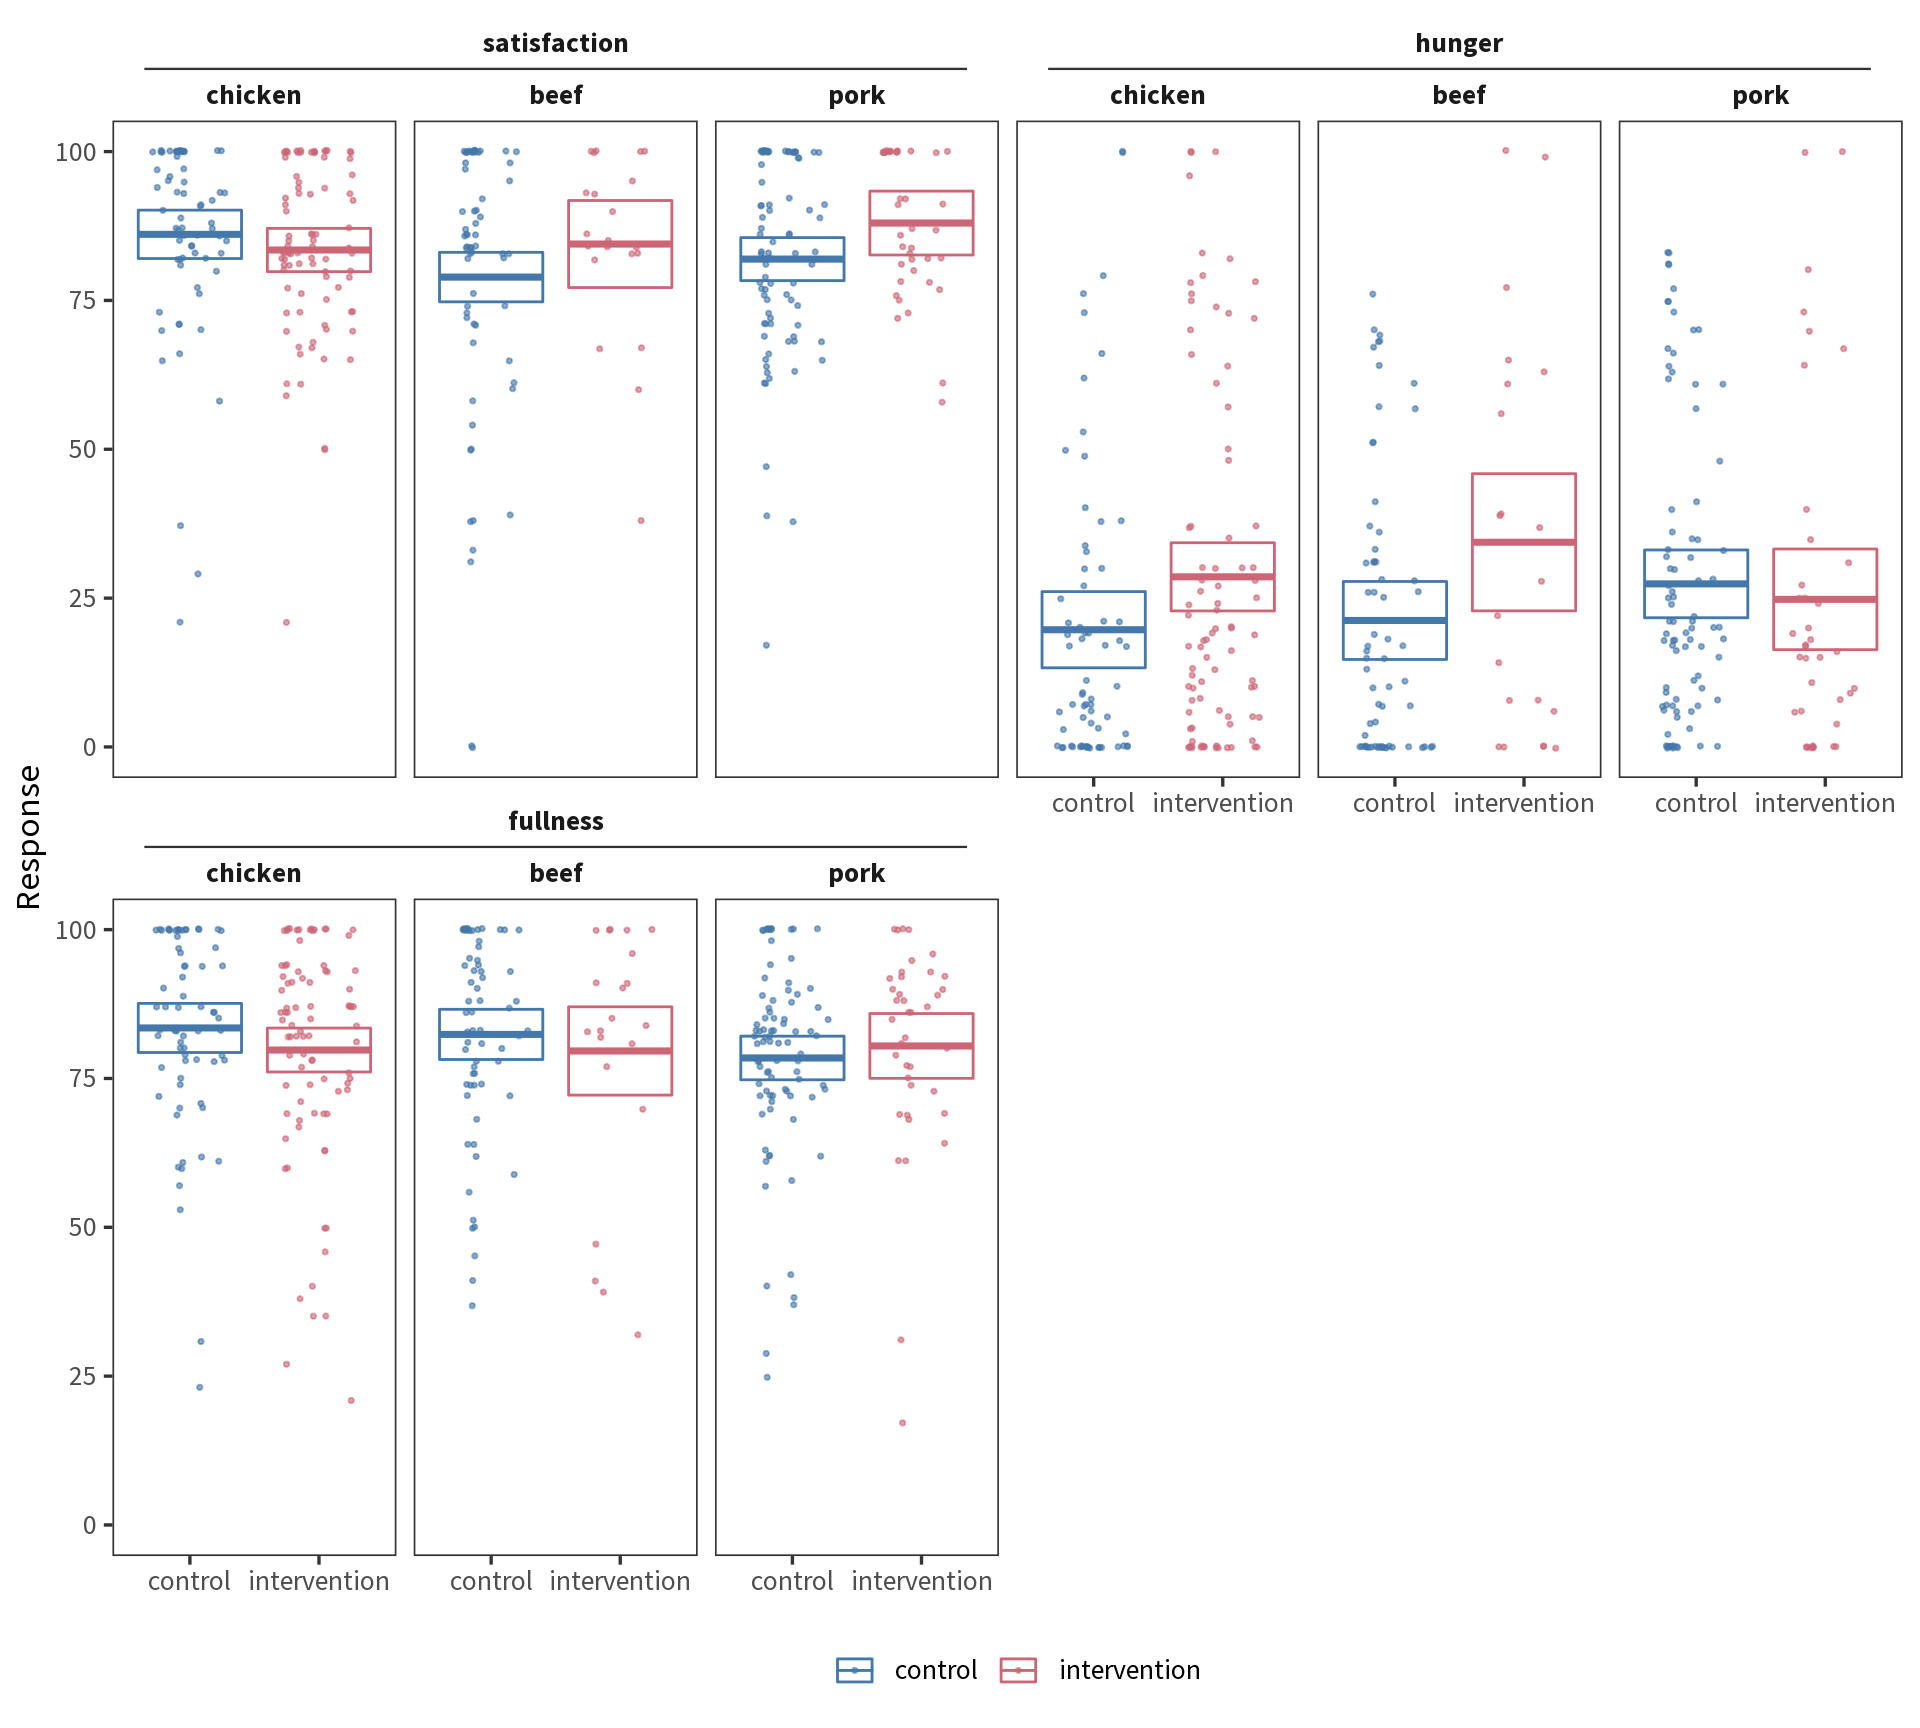 satisfaction hunger
chicken beef pork chicken beef pork
100
75
50
25
0
control intervention control intervention control intervention
Response
fullness
chicken beef pork
100
75
50
25
0
control intervention control intervention control intervention
control intervention